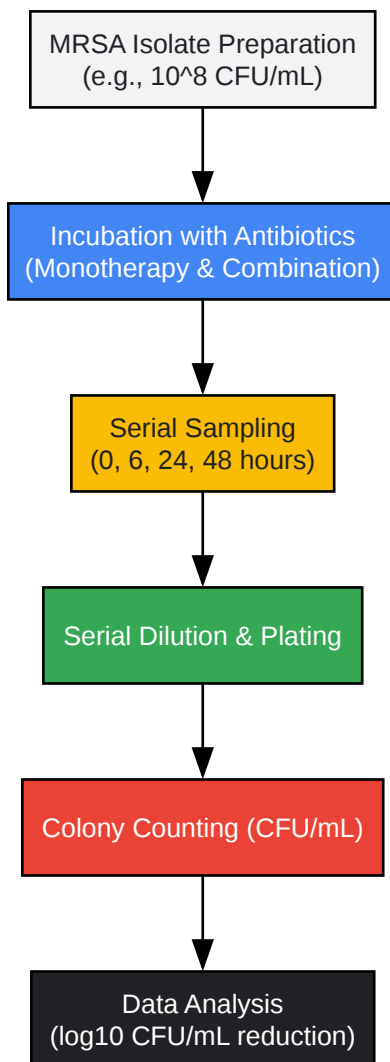 MRSA Isolate Preparation
(e.g., 10^8 CFU/mL)
Incubation with Antibiotics
(Monotherapy & Combination)
Serial Sampling
(0, 6, 24, 48 hours)
Serial Dilution & Plating
Colony Counting (CFU/mL)
Data Analysis
(log10 CFU/mL reduction)